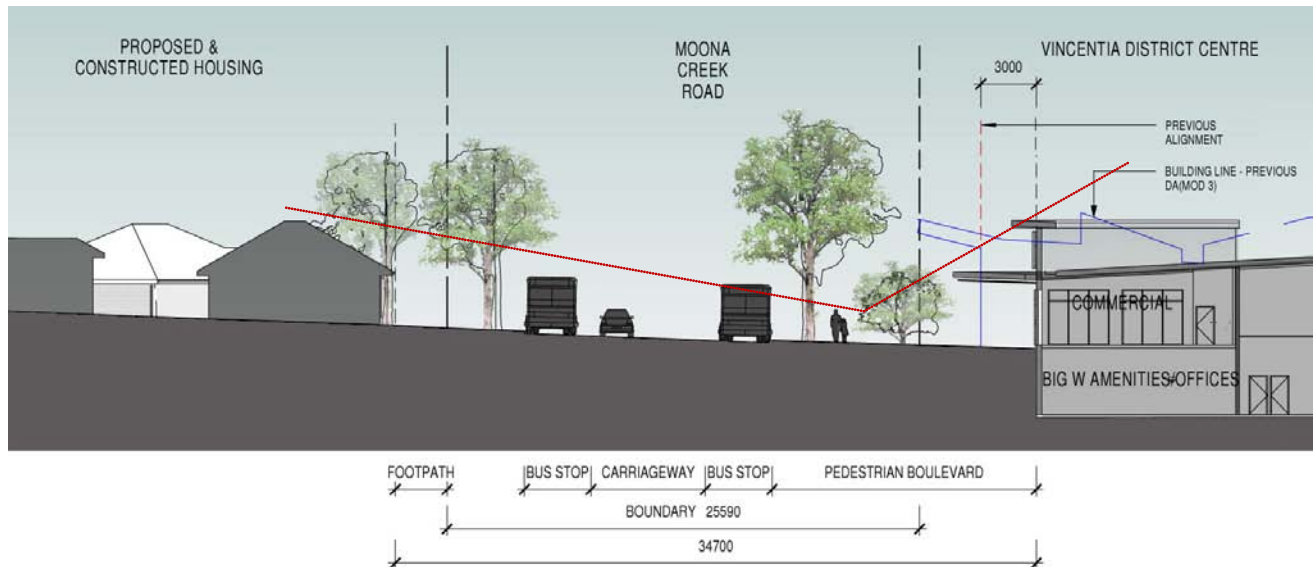 PROPOSED &
CONSTRUCTED HOUSING
MOONA
CREEK
ROAD
VINCENTIA DISTRICT CENTRE
3000
PREVIOUS
ALIGNMENT
BUILDING LINE - PREVIOUS
DA(MOD 3)
COMMERCIAL
BIG W AMENITIES/OFFICES
FOOTPATH
BUS STOP
CARRIAGEWAY
BUS STOP
PEDESTRIAN BOULEVARD
BOUNDARY 25590
34700